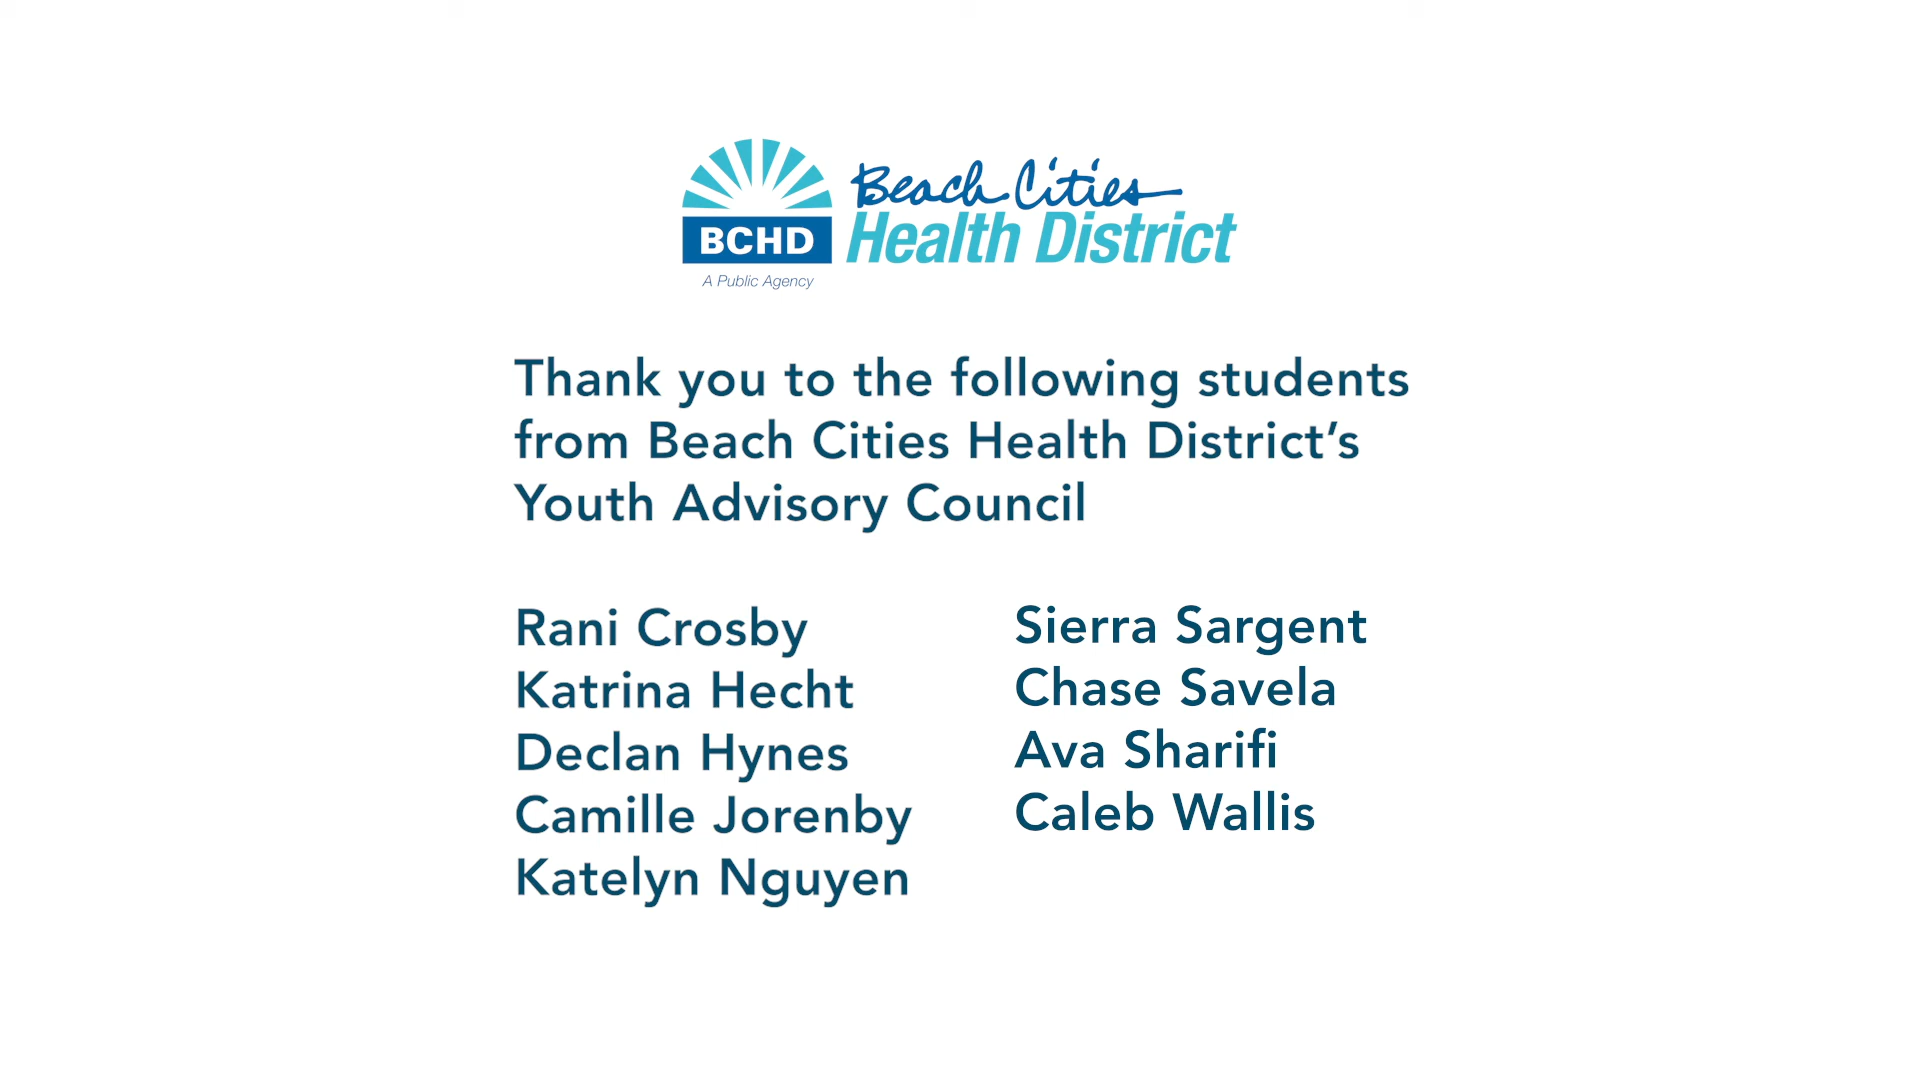 BCHD
A Public Agency
Beach Cities
Health District
Thank you to the following students
from Beach Cities Health District’s
Youth Advisory Council
Rani Crosby
Katrina Hecht
Declan Hynes
Camille Jorenby
Katelyn Nguyen
Sierra Sargent
Chase Savela
Ava Sharifi
Caleb Wallis